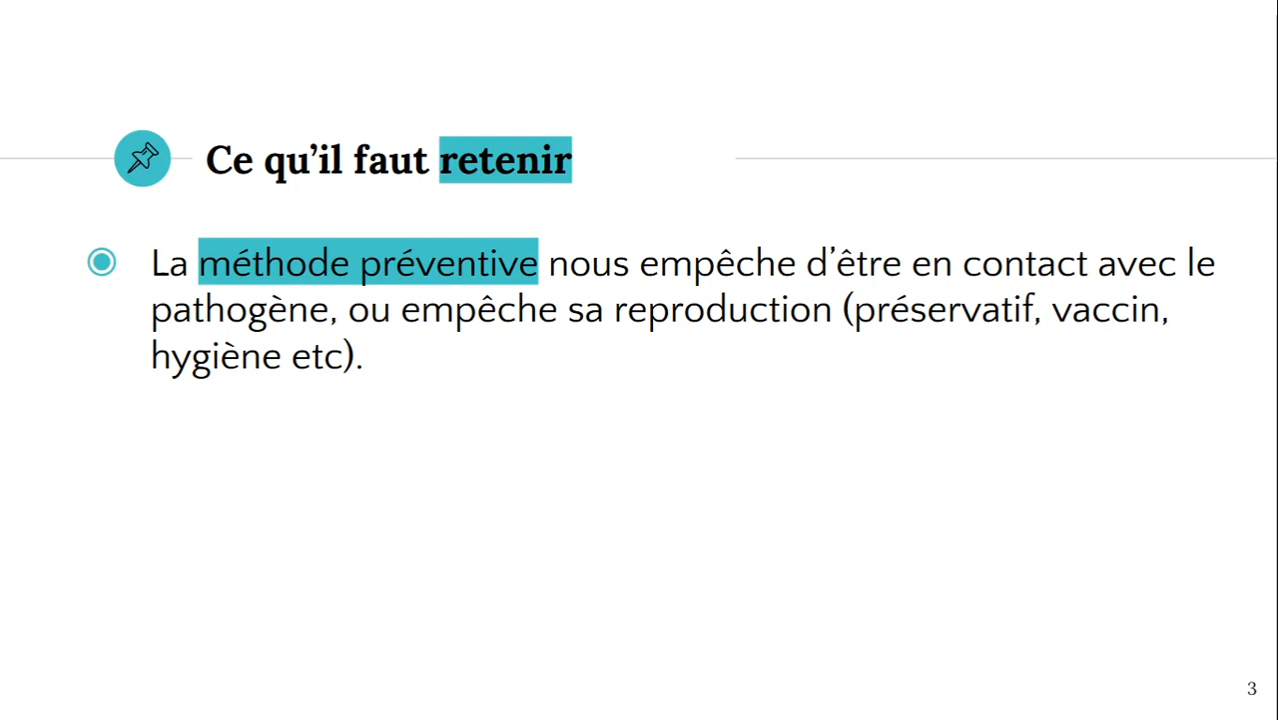 Ce qu’il faut retenir
La méthode préventive nous empêche d’être en contact avec le
pathogène, ou empêche sa reproduction (préservatif, vaccin,
hygiène etc).
3